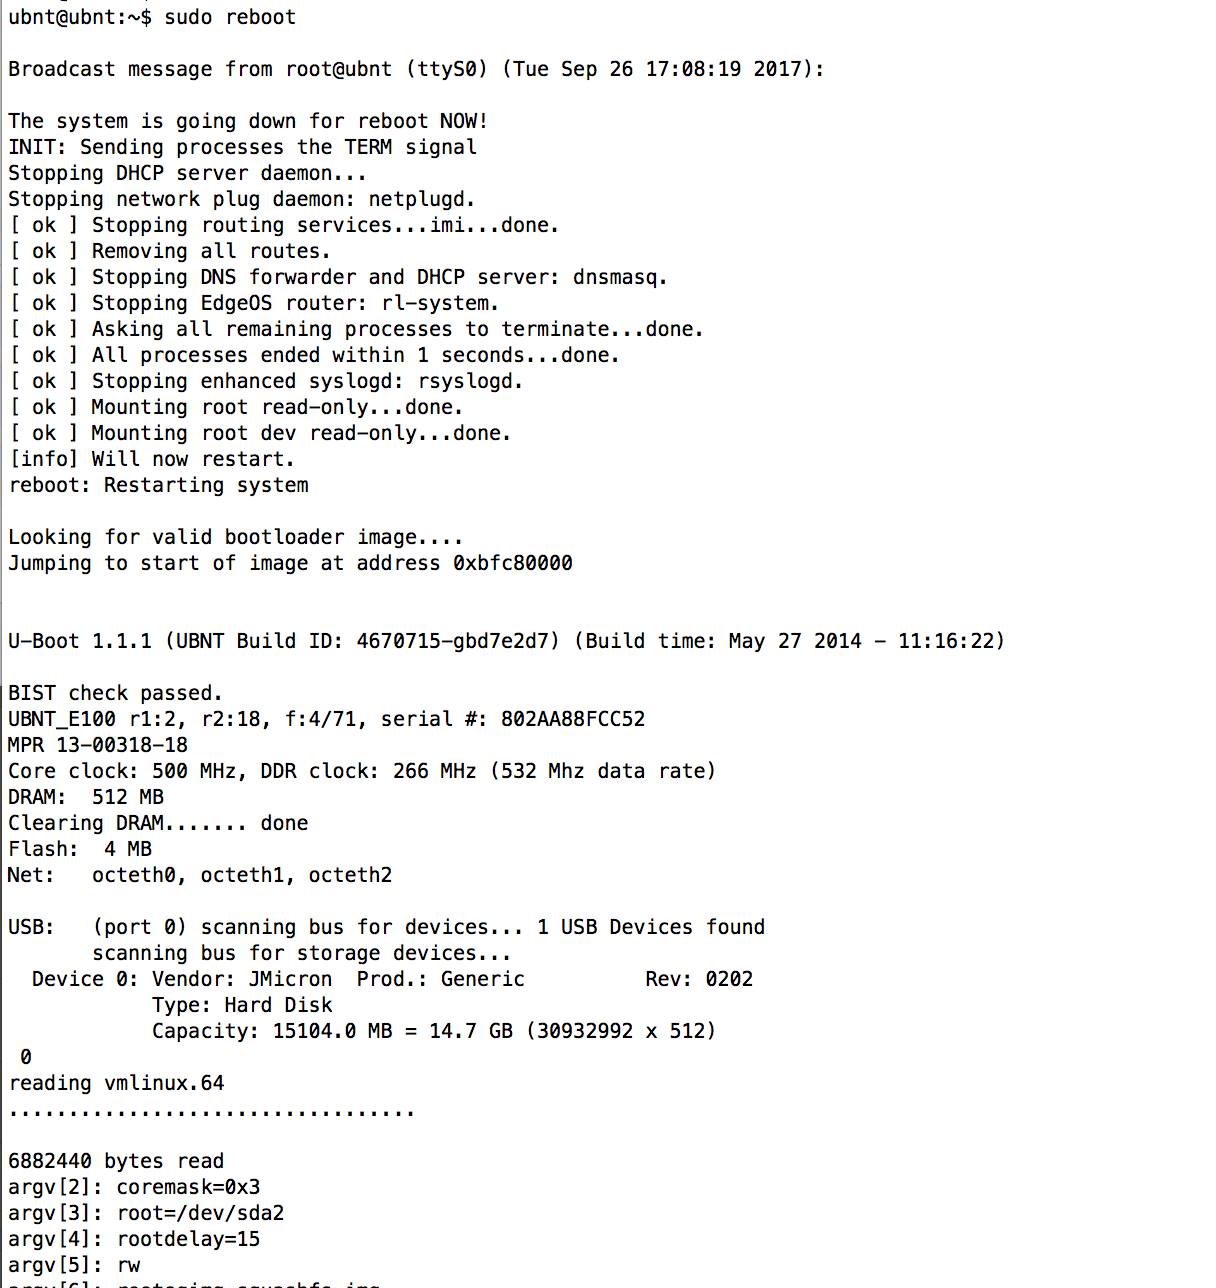 ubnt@ubnt:~$ sudo reboot
Broadcast message from root@ubnt (ttyS0) (Tue Sep 26 17:08:19 2017):
The system is going down for reboot NOW!
INIT: Sending processes the TERM signal
Stopping DHCP server daemon...
Stopping network plug daemon: netplugd.
[ ok ] Stopping routing services...imi...done.
[ ok ] Removing all routes.
[ ok ] Stopping DNS forwarder and DHCP server: dnsmasq.
[ ok ] Stopping EdgeOS router: rl-system.
[ ok ] Asking all remaining processes to terminate...done.
[ ok ] All processes ended within 1 seconds...done.
[ ok ] Stopping enhanced syslogd: rsyslogd.
[ ok ] Mounting root read-only...done.
[ ok ] Mounting root dev read-only...done.
[info] Will now restart.
reboot: Restarting system
Looking for valid bootloader image....
Jumping to start of image at address 0xbfc80000
U-Boot 1.1.1 (UBNT Build ID: 4670715-gbd7e2d7) (Build time: May 27 2014 - 11:16:22)
BIST check passed.
UBNT_E100 r1:2, r2:18, f:4/71, serial #: 802AA88FCC52
MPR 13-00318-18
Core clock: 500 MHz, DDR clock: 266 MHz (532 Mhz data rate)
DRAM:  512 MB
Clearing DRAM....... done
Flash:  4 MB
Net:   octeth0, octeth1, octeth2
USB:   (port 0) scanning bus for devices... 1 USB Devices found
       scanning bus for storage devices...
  Device 0: Vendor: JMicron  Prod.: Generic          Rev: 0202
            Type: Hard Disk
            Capacity: 15104.0 MB = 14.7 GB (30932992 x 512)
 0
reading vmlinux.64
..................................
6882440 bytes read
argv[2]: coremask=0x3
argv[3]: root=/dev/sda2
argv[4]: rootdelay=15
argv[5]: rw